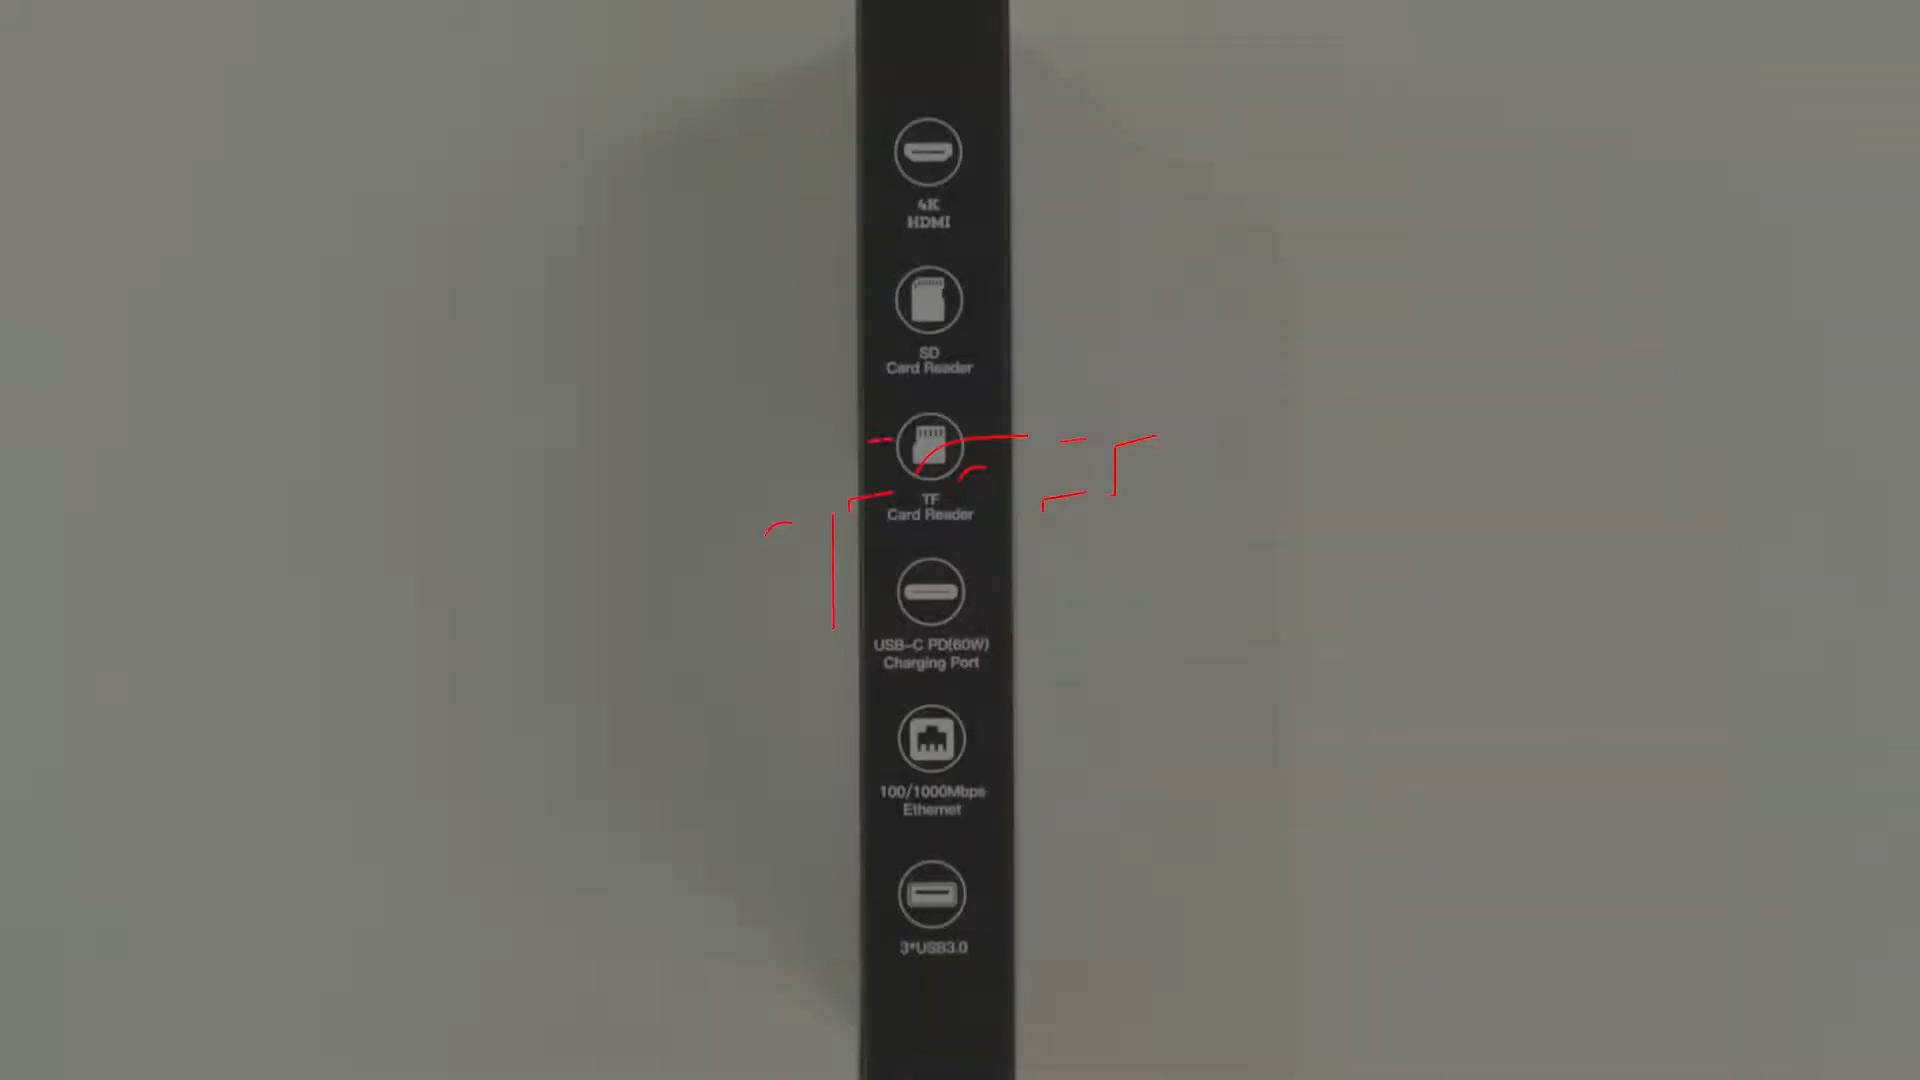 4K
HDMI
SD
Card Reader
TF
Card Reader
USB-C PD(60W)
Charging Port
100/1000Mbps
Ethernet
3*USB3.0